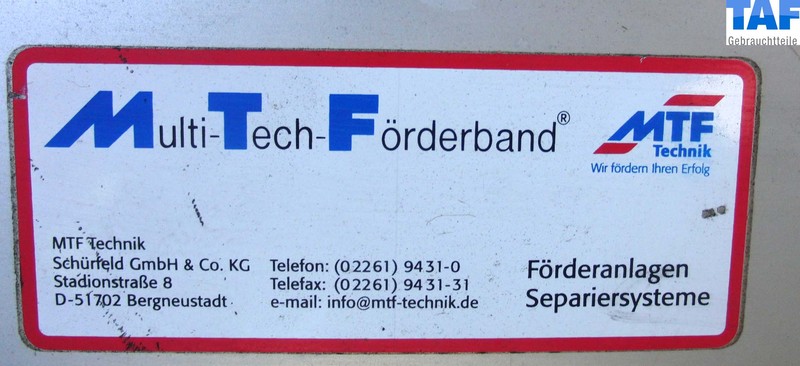 TAF
Gebrauchtteile
Multi-Tech-Förderband®
MTF
Technik
Wir fördern Ihren Erfolg
MTF Technik
Schürfeld GmbH & Co. KG
Stadionstraße 8
D-51702 Bergneustadt
Telefon: (02261) 9431-0
Telefax: (02261) 9431-31
e-mail: info@mtf-technik.de
Förderanlagen
Separiersysteme